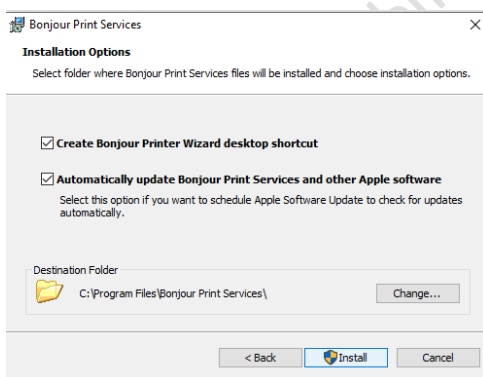 Bonjour Print Services
Installation Options
Select folder where Bonjour Print Services files will be installed and choose installation options.
Create Bonjour Printer Wizard desktop shortcut
Automatically update Bonjour Print Services and other Apple software
Select this option if you want to schedule Apple Software Update to check for updates
automatically.
Destination Folder
C:\Program Files\Bonjour Print Services\
Change...
< Back
Install
Cancel